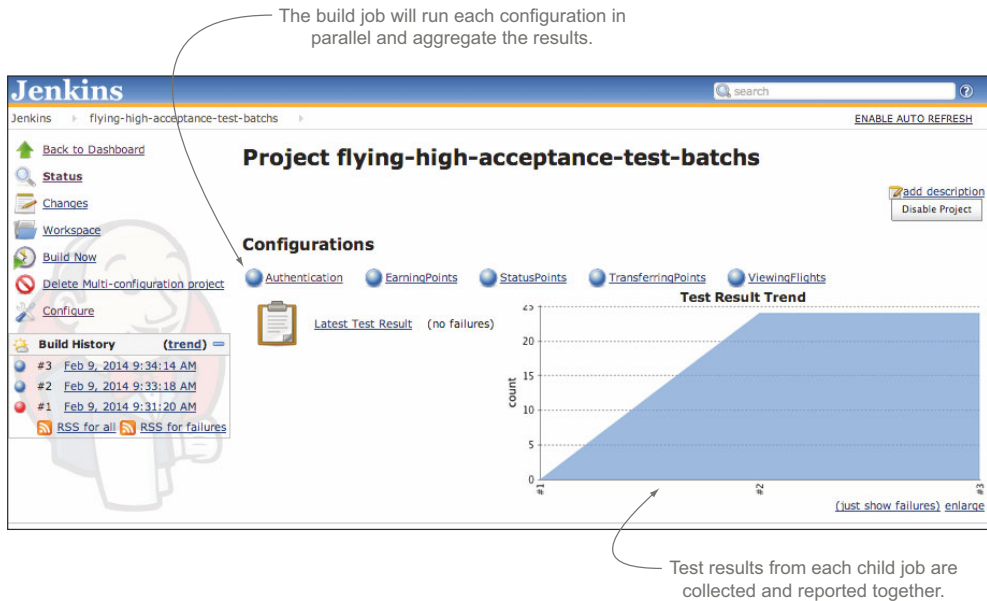 The build job will run each configuration in
parallel and aggregate the results.
Jenkins
search
Jenkins
flying-high-acceptance-test-batchs
ENABLE AUTO REFRESH
Back to Dashboard
Status
Changes
Workspace
Build Now
Delete Multi-configuration project
Configure
Build History (trend)
#3 Feb 9, 2014 9:34:14 AM
#2 Feb 9, 2014 9:33:18 AM
#1 Feb 9, 2014 9:31:20 AM
RSS for all RSS for failures
Project flying-high-acceptance-test-batchs
add description
Disable Project
Configurations
Authentication EarningPoints StatusPoints TransferringPoints ViewingFlights
Latest Test Result (no failures)
Test Result Trend
count
25
20
15
10
5
0
#1 #2 #3
(just show failures) enlarge
Test results from each child job are
collected and reported together.